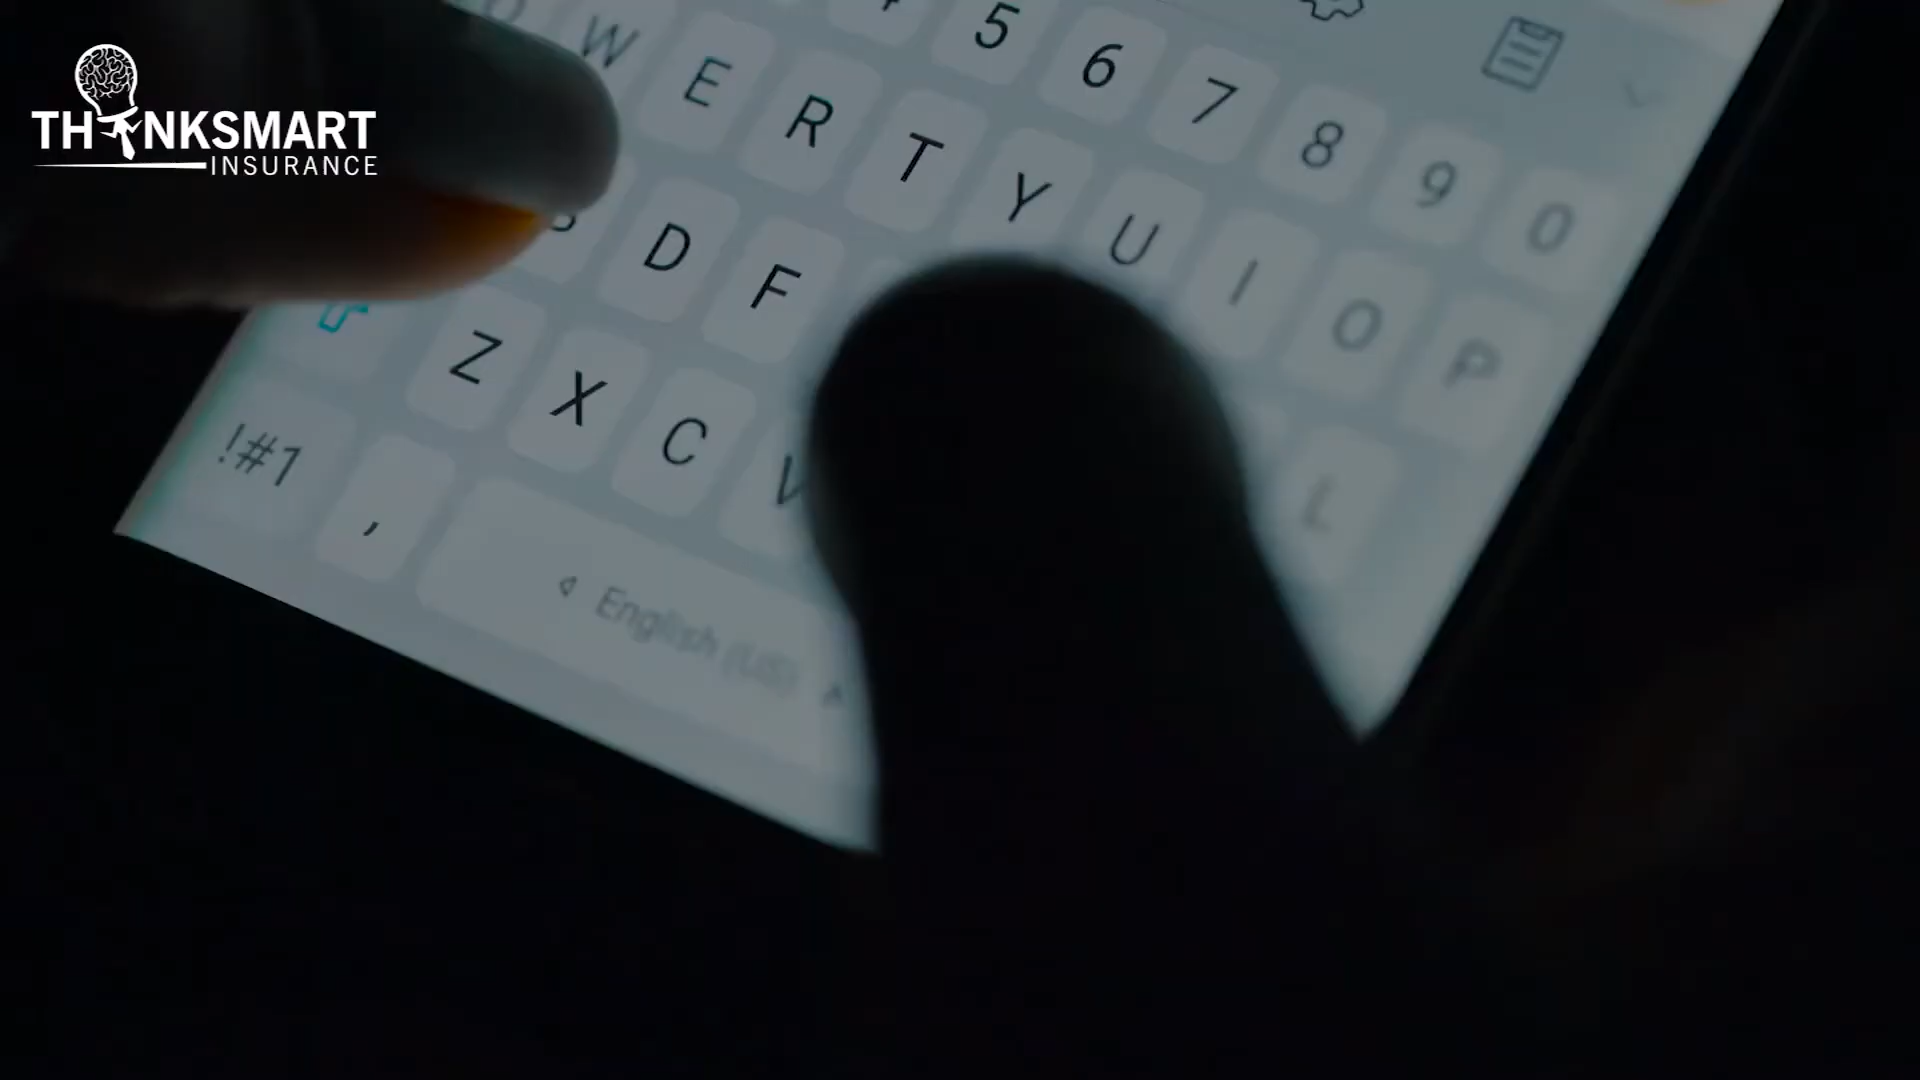 THINKSMART
INSURANCE
5 6 7 8 9 0
W E R T Y U I O P
S D F L
Z X C V
!#1 , English (US)